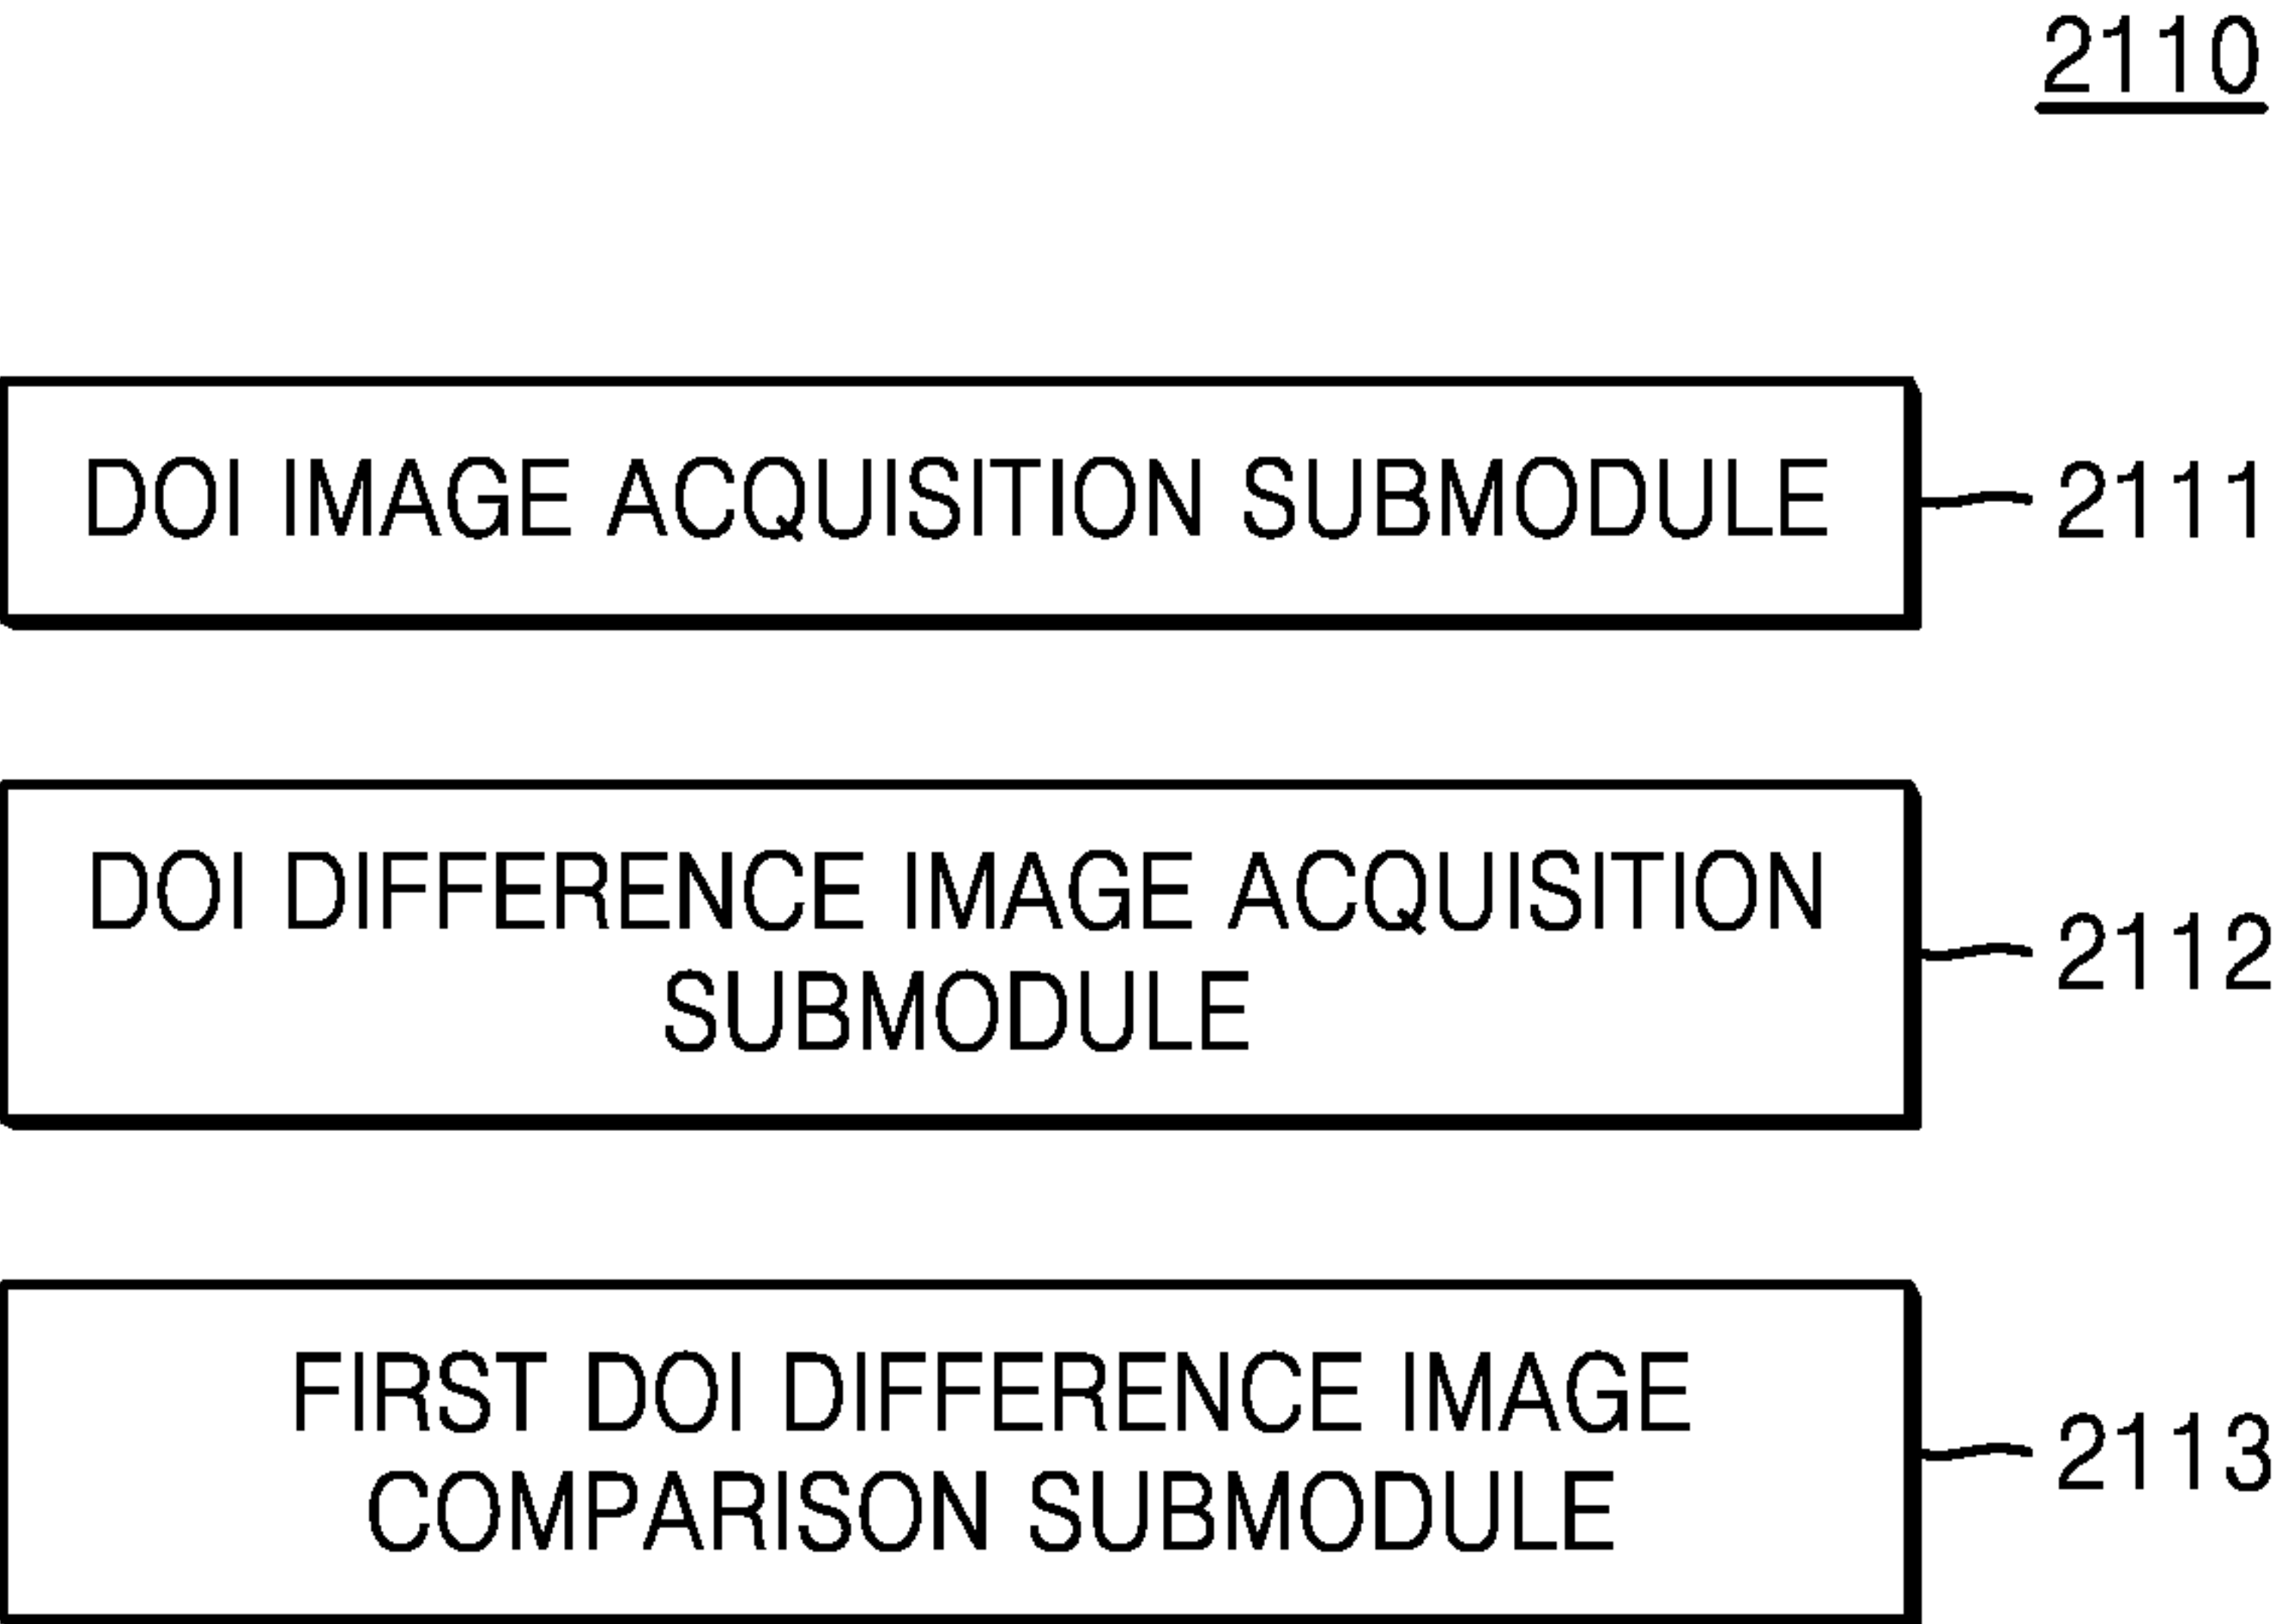 2110
DOI IMAGE ACQUISITION SUBMODULE
2111
DOI DIFFERENCE IMAGE ACQUISITION
SUBMODULE
2112
FIRST DOI DIFFERENCE IMAGE
COMPARISON SUBMODULE
2113